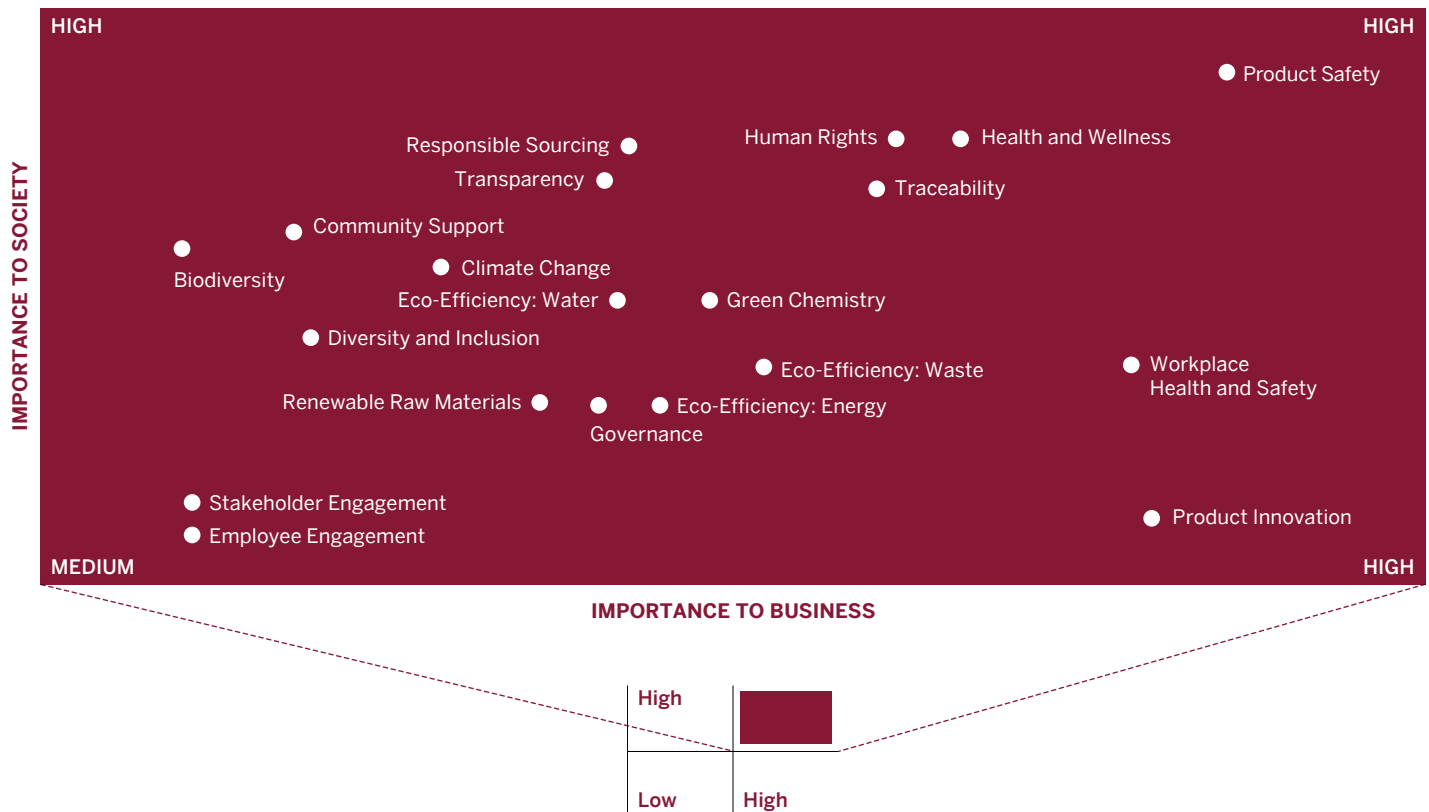 HIGH
HIGH
Product Safety
Responsible Sourcing
Human Rights
Health and Wellness
Transparency
Traceability
Community Support
Biodiversity
Climate Change
Eco-Efficiency: Water
Green Chemistry
Diversity and Inclusion
Eco-Efficiency: Waste
Workplace
Health and Safety
Renewable Raw Materials
Governance
Eco-Efficiency: Energy
Stakeholder Engagement
Employee Engagement
Product Innovation
MEDIUM
HIGH
IMPORTANCE TO SOCIETY
IMPORTANCE TO BUSINESS
High
Low
High